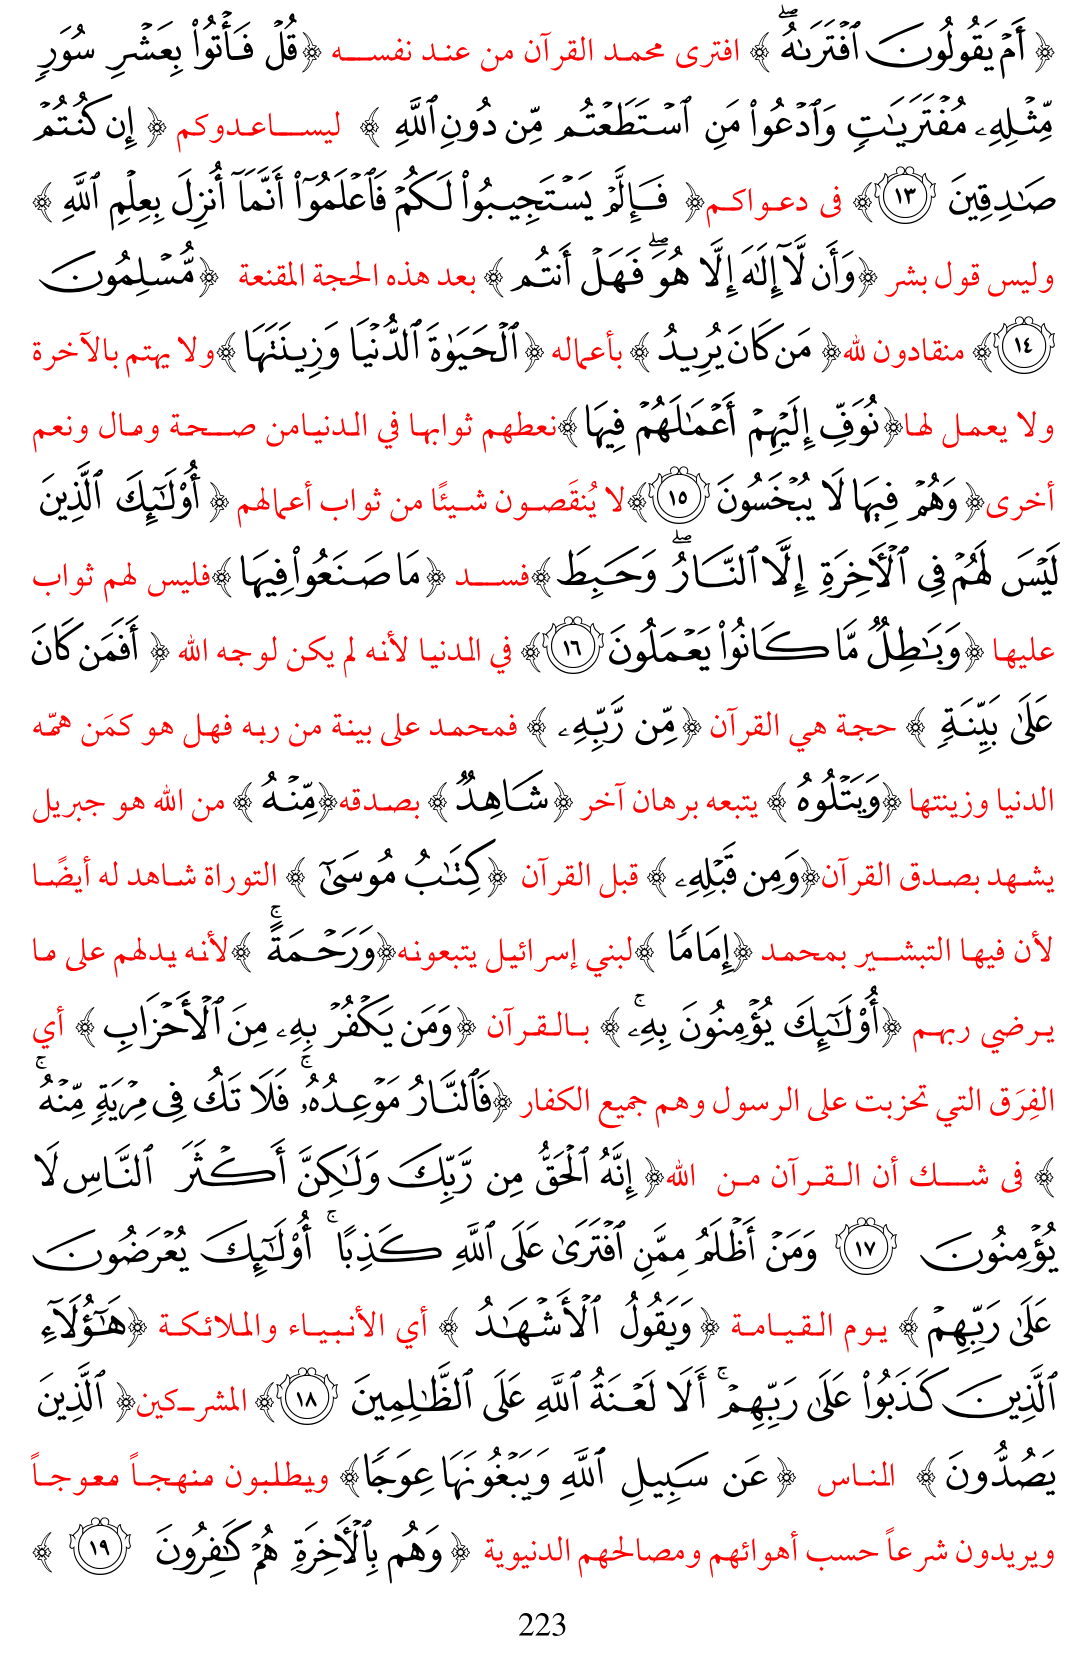 ﴿ أَمْ يَقُولُونَ ٱفْتَرَىٰهُ ۖ ﴾ افترى محمد القرآن من عند نفسه ﴿ قُلْ فَأْتُوا۟ بِعَشْرِ سُوَرٍ
مِّثْلِهِۦ مُفْتَرَيَٰتٍ وَٱدْعُوا۟ مَنِ ٱسْتَطَعْتُم مِّن دُونِ ٱللَّهِ ﴾ ليساعدوكم ﴿ إِن كُنتُمْ
صَٰدِقِينَ ١٣ ﴾ فى دعواكم ﴿ فَإِلَّمْ يَسْتَجِيبُوا۟ لَكُمْ فَٱعْلَمُوٓا۟ أَنَّمَآ أُنزِلَ بِعِلْمِ ٱللَّهِ ﴾
وليس قول بشر ﴿ وَأَن لَّآ إِلَٰهَ إِلَّا هُوَ ۖ فَهَلْ أَنتُم ﴾ بعد هذه الحجة المقنعة ﴿ مُّسْلِمُونَ
١٤ ﴾ منقادون لله ﴿ مَن كَانَ يُرِيدُ ﴾ بأعماله ﴿ ٱلْحَيَوٰةَ ٱلدُّنْيَا وَزِينَتَهَا ﴾ ولا يهتم بالآخرة
ولا يعمل لها ﴿ نُوَفِّ إِلَيْهِمْ أَعْمَٰلَهُمْ فِيهَا ﴾ نعطهم ثوابها في الدنيا من صحة ومال ونعم
أخرى ﴿ وَهُمْ فِيهَا لَا يُبْخَسُونَ ١٥ ﴾ لا يُنقَصون شيئًا من ثواب أعمالهم ﴿ أُو۟لَٰٓئِكَ ٱلَّذِينَ
لَيْسَ لَهُمْ فِى ٱلْءَاخِرَةِ إِلَّا ٱلنَّارُ ۖ وَحَبِطَ ﴾ فسد ﴿ مَا صَنَعُوا۟ فِيهَا ﴾ فليس لهم ثواب
عليها ﴿ وَبَٰطِلٌ مَّا كَانُوا۟ يَعْمَلُونَ ١٦ ﴾ في الدنيا لأنه لم يكن لوجه الله ﴿ أَفَمَن كَانَ
عَلَىٰ بَيِّنَةٍ ﴾ حجة هي القرآن ﴿ مِّن رَّبِّهِۦ ﴾ فمحمد على بينة من ربه فهل هو كمَن همّه
الدنيا وزينتها ﴿ وَيَتْلُوهُ ﴾ يتبعه برهان آخر ﴿ شَاهِدٌ ﴾ بصدقه ﴿ مِّنْهُ ﴾ من الله هو جبريل
يشهد بصدق القرآن ﴿ وَمِن قَبْلِهِۦ ﴾ قبل القرآن ﴿ كِتَٰبُ مُوسَىٰٓ ﴾ التوراة شاهد له أيضًا
لأن فيها التبشير بمحمد ﴿ إِمَامًا ﴾ لبني إسرائيل يتبعونه ﴿ وَرَحْمَةً ۚ ﴾ لأنه يدلهم على ما
يرضي ربهم ﴿ أُو۟لَٰٓئِكَ يُؤْمِنُونَ بِهِۦ ۚ ﴾ بالقرآن ﴿ وَمَن يَكْفُرْ بِهِۦ مِنَ ٱلْأَحْزَابِ ﴾ أي
الفِرَق التي تحزبت على الرسول وهم جميع الكفار ﴿ فَٱلنَّارُ مَوْعِدُهُۥ ۚ فَلَا تَكُ فِى مِرْيَةٍ مِّنْهُ ۚ
﴾ فى شك أن القرآن من الله ﴿ إِنَّهُ ٱلْحَقُّ مِن رَّبِّكَ وَلَٰكِنَّ أَكْثَرَ ٱلنَّاسِ لَا
يُؤْمِنُونَ ١٧ وَمَنْ أَظْلَمُ مِمَّنِ ٱفْتَرَىٰ عَلَى ٱللَّهِ كَذِبًا ۚ أُو۟لَٰٓئِكَ يُعْرَضُونَ
عَلَىٰ رَبِّهِمْ ﴾ يوم القيامة ﴿ وَيَقُولُ ٱلْأَشْهَٰدُ ﴾ أي الأنبياء والملائكة ﴿ هَٰٓؤُلَآءِ
ٱلَّذِينَ كَذَبُوا۟ عَلَىٰ رَبِّهِمْ ۚ أَلَا لَعْنَةُ ٱللَّهِ عَلَى ٱلظَّٰلِمِينَ ١٨ ﴾ المشركين ﴿ ٱلَّذِينَ
يَصُدُّونَ ﴾ الناس ﴿ عَن سَبِيلِ ٱللَّهِ وَيَبْغُونَهَا عِوَجًا ﴾ ويطلبون منهجاً معوجاً
ويريدون شرعاً حسب أهوائهم ومصالحهم الدنيوية ﴿ وَهُم بِٱلْءَاخِرَةِ هُمْ كَٰفِرُونَ ١٩ ﴾
223